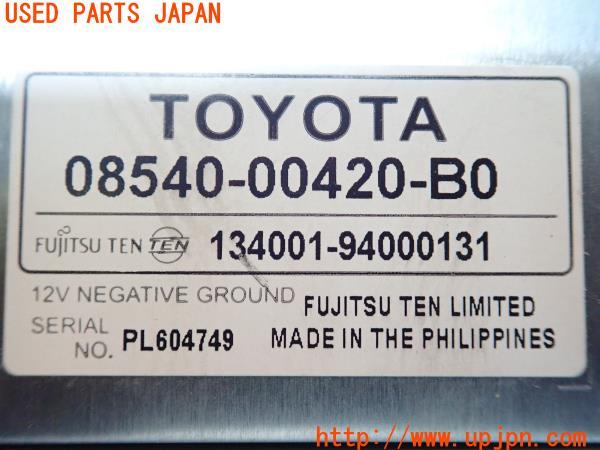 USED PARTS JAPAN
TOYOTA
08540-00420-B0
FUJITSU TEN TEN 134001-94000131
12V NEGATIVE GROUND FUJITSU TEN LIMITED
SERIAL NO. PL604749 MADE IN THE PHILIPPINES
http://www.upjpn.com